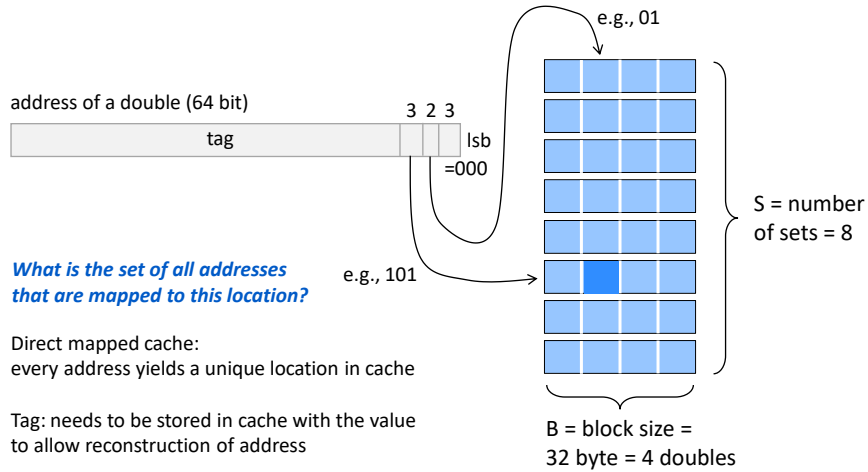 e.g., 01
address of a double (64 bit)
3 2 3
tag
lsb
=000
S = number
of sets = 8
What is the set of all addresses
that are mapped to this location?
e.g., 101
Direct mapped cache:
every address yields a unique location in cache
Tag: needs to be stored in cache with the value
to allow reconstruction of address
B = block size =
32 byte = 4 doubles